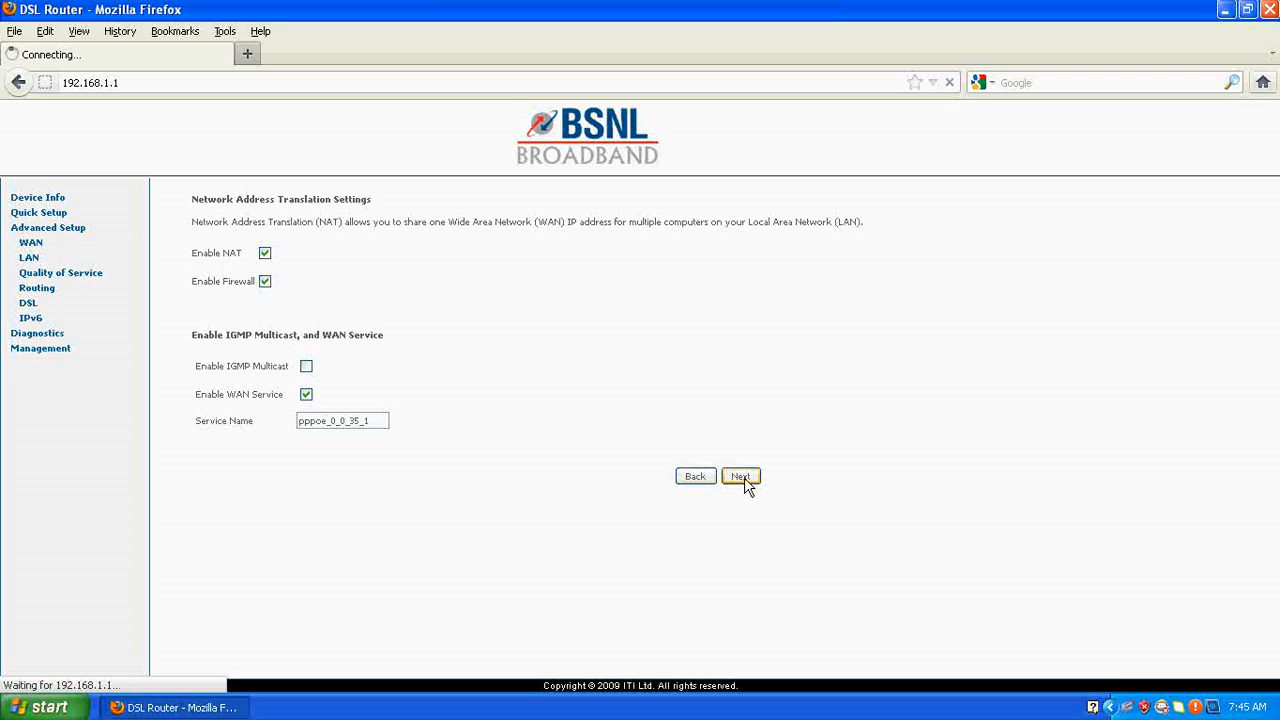 DSL Router - Mozilla Firefox
File Edit View History Bookmarks Tools Help
Connecting...
192.168.1.1
Google
BSNL
BROADBAND
Device Info
Quick Setup
Advanced Setup
WAN
LAN
Quality of Service
Routing
DSL
IPv6
Diagnostics
Management
Network Address Translation Settings
Network Address Translation (NAT) allows you to share one Wide Area Network (WAN) IP address for multiple computers on your Local Area Network (LAN).
Enable NAT
Enable Firewall
Enable IGMP Multicast, and WAN Service
Enable IGMP Multicast
Enable WAN Service
Service Name pppoe_0_0_35_1
Back Next
Waiting for 192.168.1.1...
Copyright © 2009 ITI Ltd. All rights reserved.
start DSL Router - Mozilla F... 7:45 AM